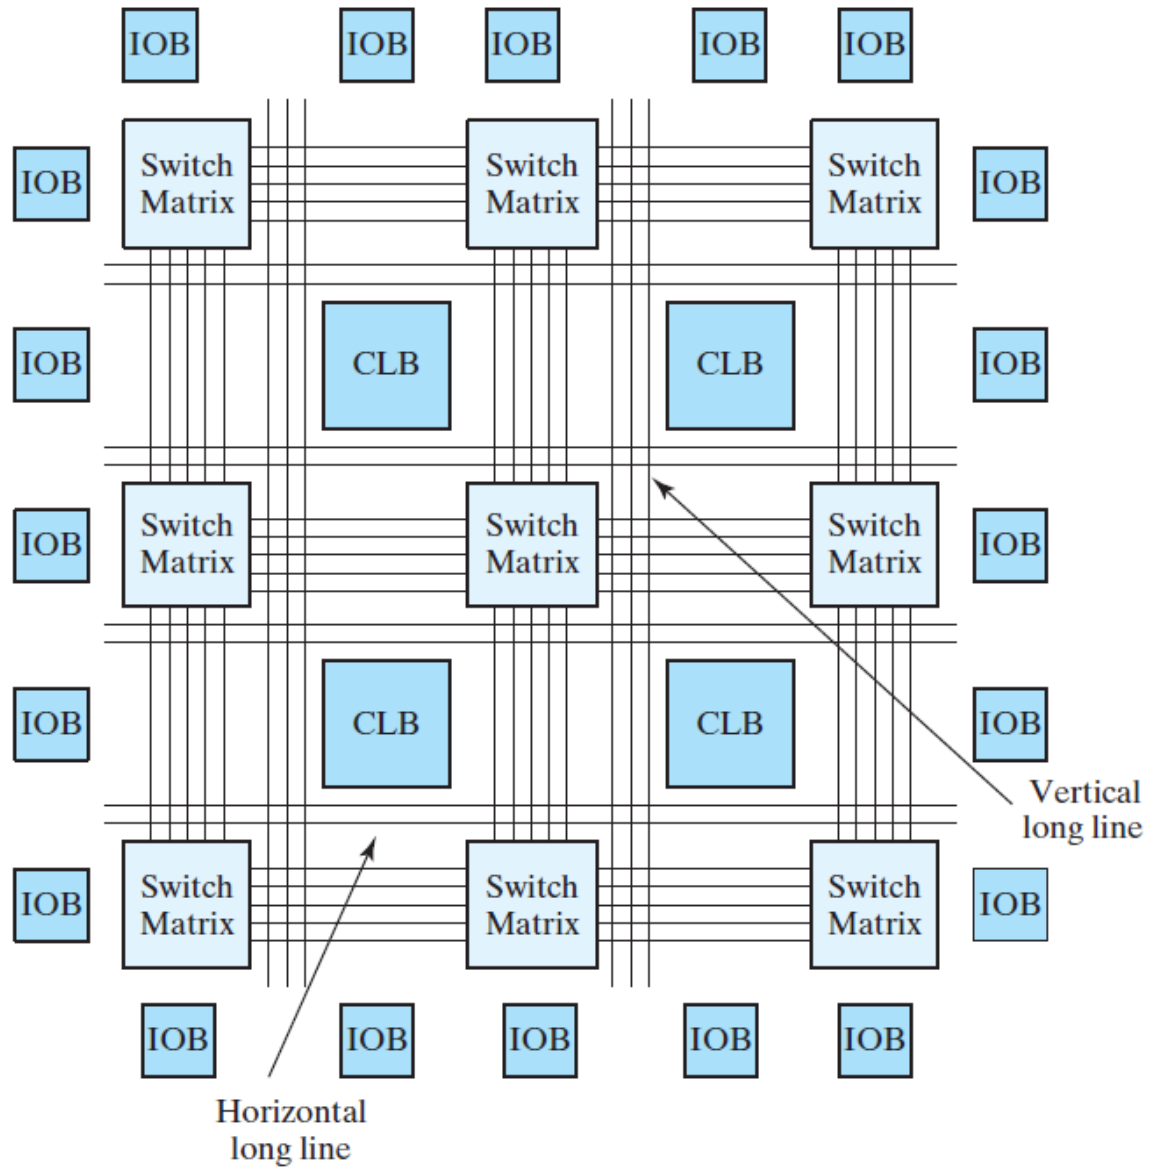 IOB
IOB
IOB
IOB
IOB
IOB
Switch
Matrix
Switch
Matrix
Switch
Matrix
IOB
IOB
CLB
CLB
IOB
IOB
Switch
Matrix
Switch
Matrix
Switch
Matrix
IOB
IOB
CLB
CLB
IOB
Vertical
long line
IOB
Switch
Matrix
Switch
Matrix
Switch
Matrix
IOB
IOB
IOB
IOB
IOB
IOB
Horizontal
long line